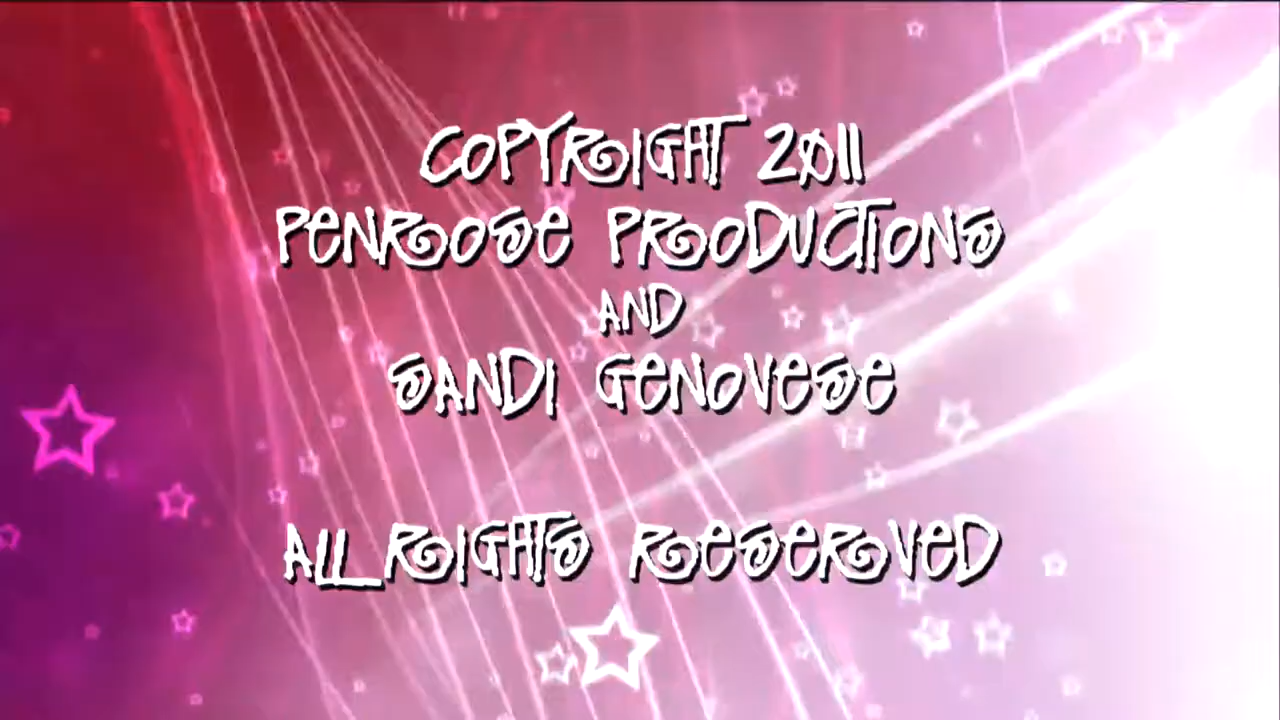 COPYRIGHT 2011
PENROSE PRODUCTIONS
AND
SANDI GENOVESE
ALL RIGHTS RESERVED